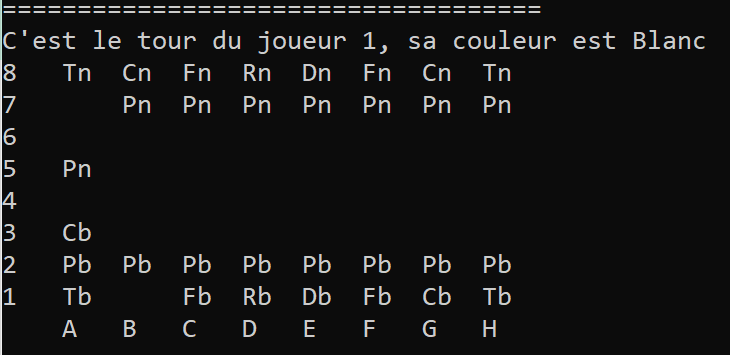 ====================================
C'est le tour du joueur 1, sa couleur est Blanc
8   Tn  Cn  Fn  Rn  Dn  Fn  Cn  Tn
7       Pn  Pn  Pn  Pn  Pn  Pn  Pn
6
5   Pn
4
3   Cb
2   Pb  Pb  Pb  Pb  Pb  Pb  Pb  Pb
1   Tb      Fb  Rb  Db  Fb  Cb  Tb
    A   B   C   D   E   F   G   H